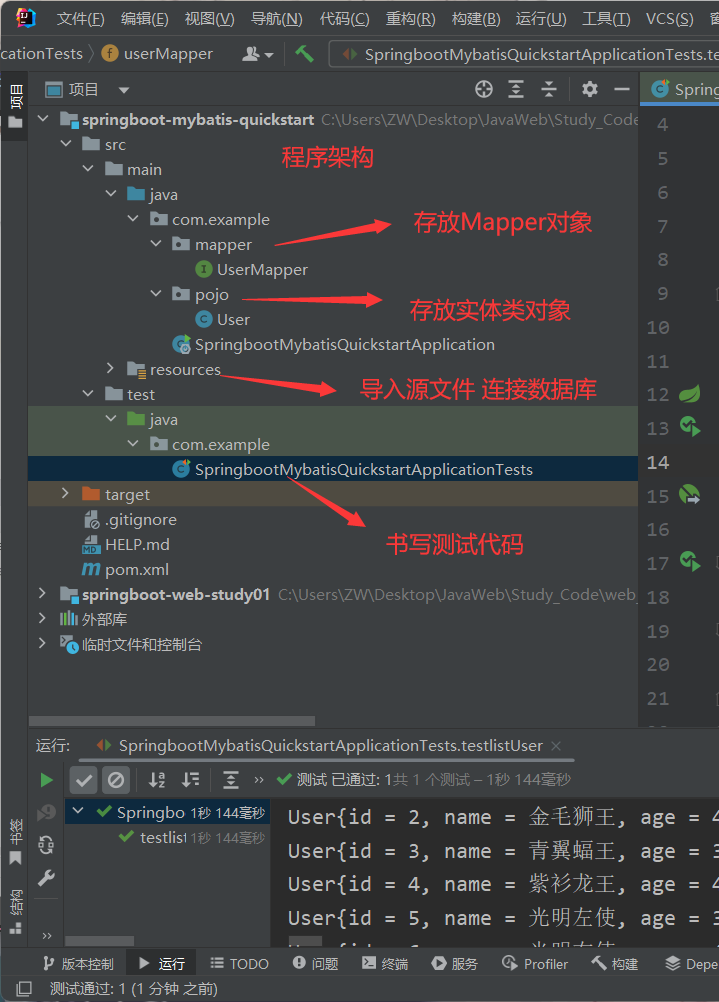 文件(F) 编辑(E) 视图(V) 导航(N) 代码(C) 重构(R) 构建(B) 运行(U) 工具(T) VCS(S)
cationTests userMapper SpringbootMybatisQuickstartApplicationTests.te
项目
项目
Spring
springboot-mybatis-quickstart C:\Users\ZW\Desktop\JavaWeb\Study_Code
src
程序架构
main
java
com.example
mapper
存放Mapper对象
UserMapper
pojo
存放实体类对象
User
SpringbootMybatisQuickstartApplication
resources
导入源文件 连接数据库
test
java
com.example
SpringbootMybatisQuickstartApplicationTests
target
.gitignore
书写测试代码
HELP.md
pom.xml
springboot-web-study01 C:\Users\ZW\Desktop\JavaWeb\Study_Code\web_
外部库
临时文件和控制台
4
5
6
7
8
9
10
11
12
13
14
15
16
17
18
19
20
21
运行: SpringbootMybatisQuickstartApplicationTests.testlistUser
测试 已通过: 1共 1 个测试 – 1秒 144毫秒
Springbo 1秒 144毫秒
testlist 1秒 144毫秒
User{id = 2, name = 金毛狮王, age = 4
User{id = 3, name = 青翼蝠王, age = 3
User{id = 4, name = 紫衫龙王, age = 4
User{id = 5, name = 光明左使, age = 3
书签
结构
版本控制 运行 TODO 问题 终端 服务 Profiler 构建 Depe
测试通过: 1 (1 分钟 之前)